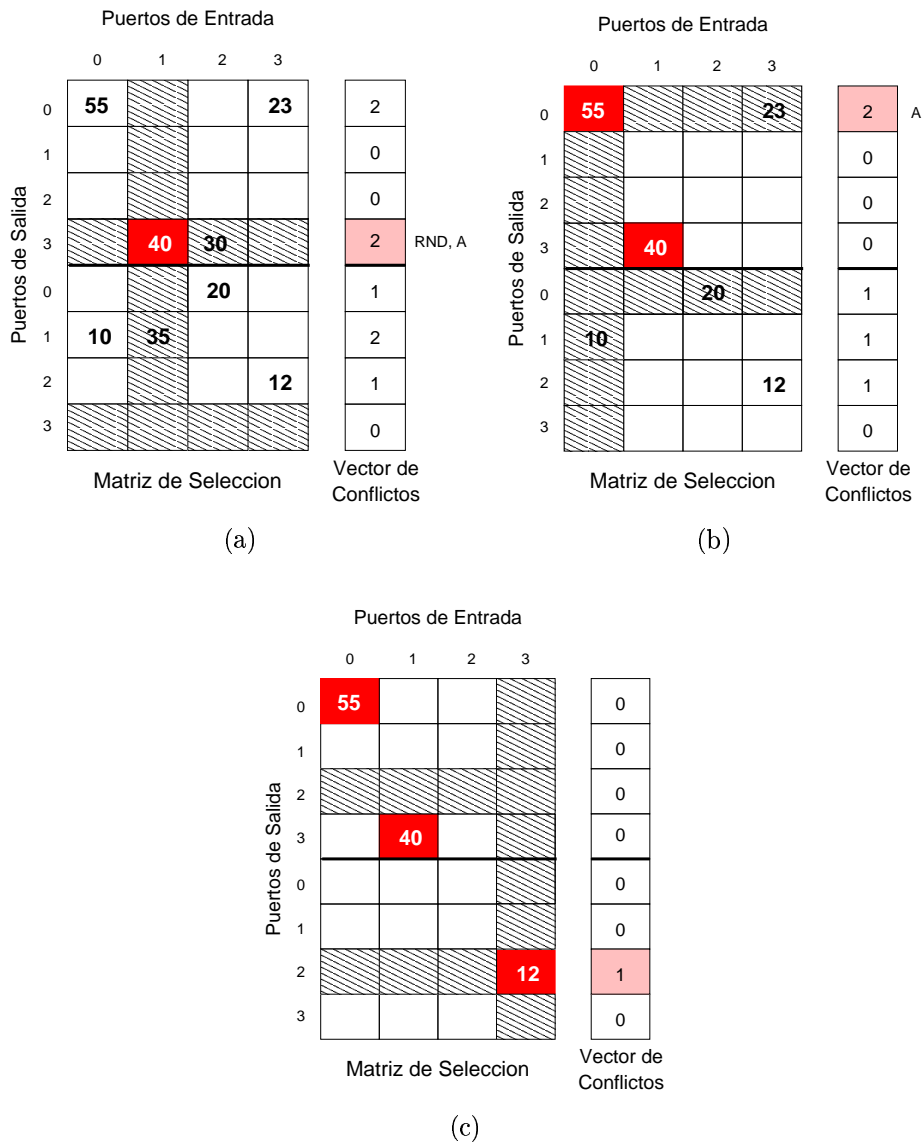 Puertos de Entrada
0 1 2 3
Puertos de Salida
0 55 23 2
1 0
2 0
3 40 30 2 RND, A
0 20 1
1 10 35 2
2 12 1
3 0
Matriz de Seleccion
Vector de
Conflictos
(a)
Puertos de Entrada
0 1 2 3
Puertos de Salida
0 55 23 2 A
1 0
2 0
3 40 0
0 20 1
1 10 1
2 12 1
3 0
Matriz de Seleccion
Vector de
Conflictos
(b)
Puertos de Entrada
0 1 2 3
Puertos de Salida
0 55 0
1 0
2 0
3 40 0
0 0
1 0
2 12 1
3 0
Matriz de Seleccion
Vector de
Conflictos
(c)